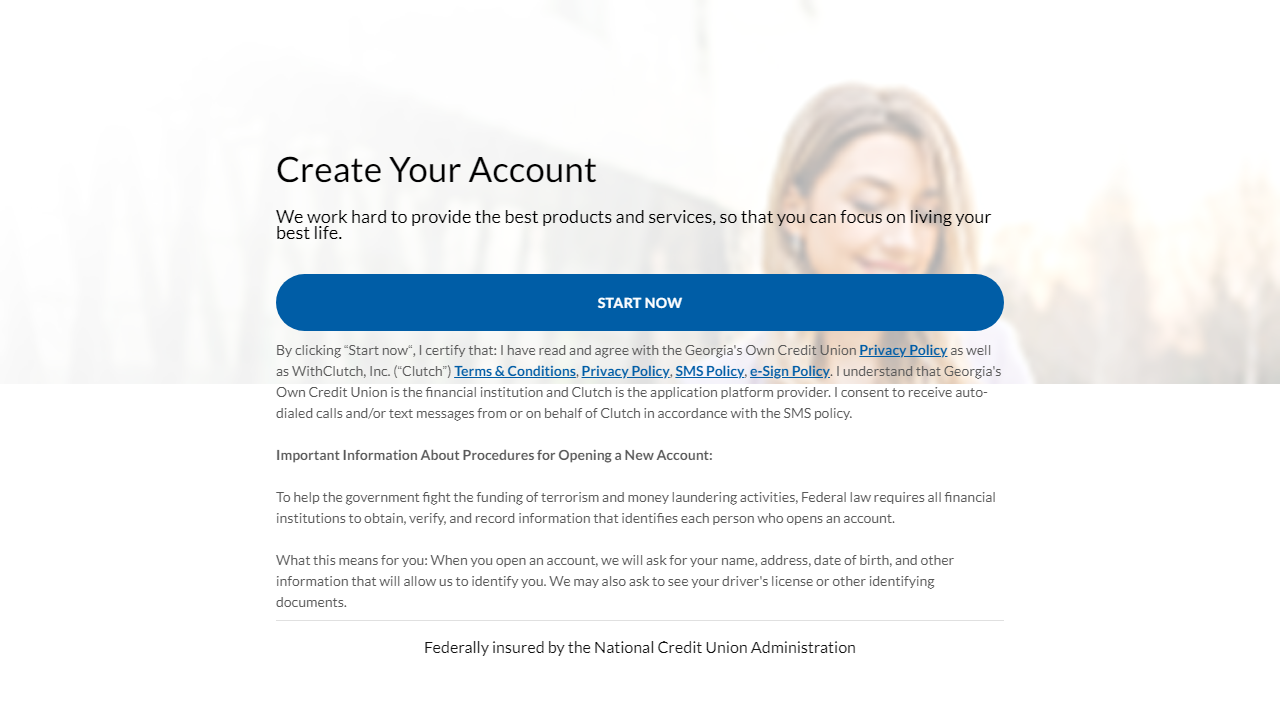 Create Your Account
We work hard to provide the best products and services, so that you can focus on living your
best life.
START NOW
By clicking “Start now“, I certify that: I have read and agree with the Georgia's Own Credit Union Privacy Policy as well
as WithClutch, Inc. (“Clutch”) Terms & Conditions, Privacy Policy, SMS Policy, e-Sign Policy. I understand that Georgia's
Own Credit Union is the financial institution and Clutch is the application platform provider. I consent to receive auto-
dialed calls and/or text messages from or on behalf of Clutch in accordance with the SMS policy.
Important Information About Procedures for Opening a New Account:
To help the government fight the funding of terrorism and money laundering activities, Federal law requires all financial
institutions to obtain, verify, and record information that identifies each person who opens an account.
What this means for you: When you open an account, we will ask for your name, address, date of birth, and other
information that will allow us to identify you. We may also ask to see your driver's license or other identifying
documents.
Federally insured by the National Credit Union Administration